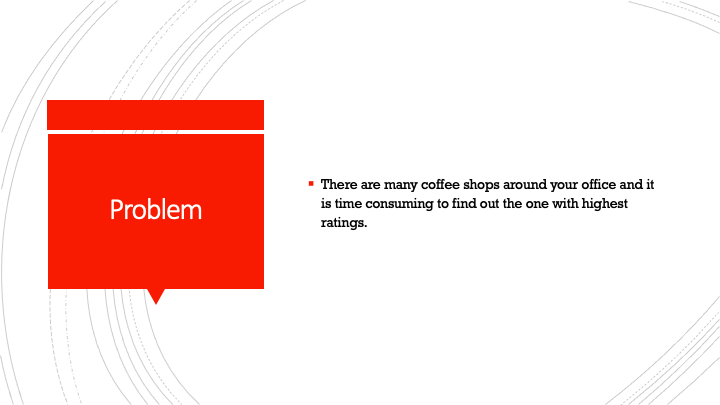 Problem
There are many coffee shops around your office and it
is time consuming to find out the one with highest
ratings.